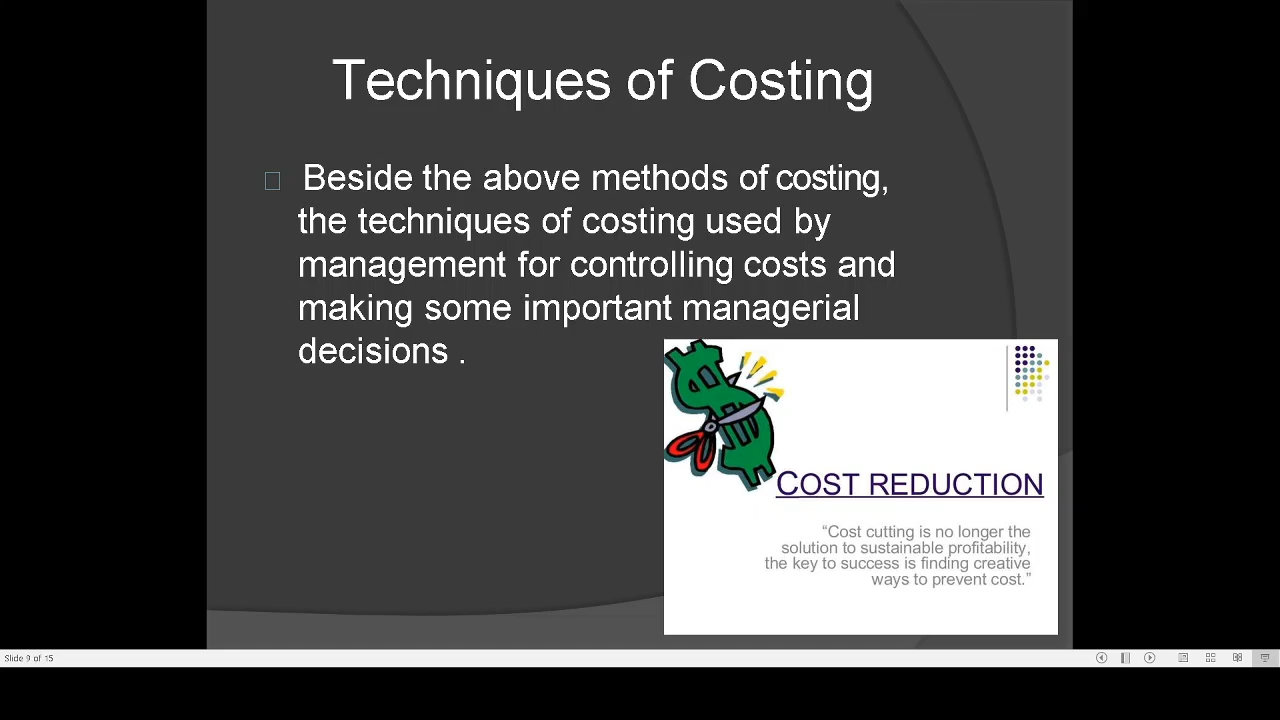 Techniques of Costing
Beside the above methods of costing,
the techniques of costing used by
management for controlling costs and
making some important managerial
decisions .
COST REDUCTION
“Cost cutting is no longer the
solution to sustainable profitability,
the key to success is finding creative
ways to prevent cost.”
Slide 9 of 15